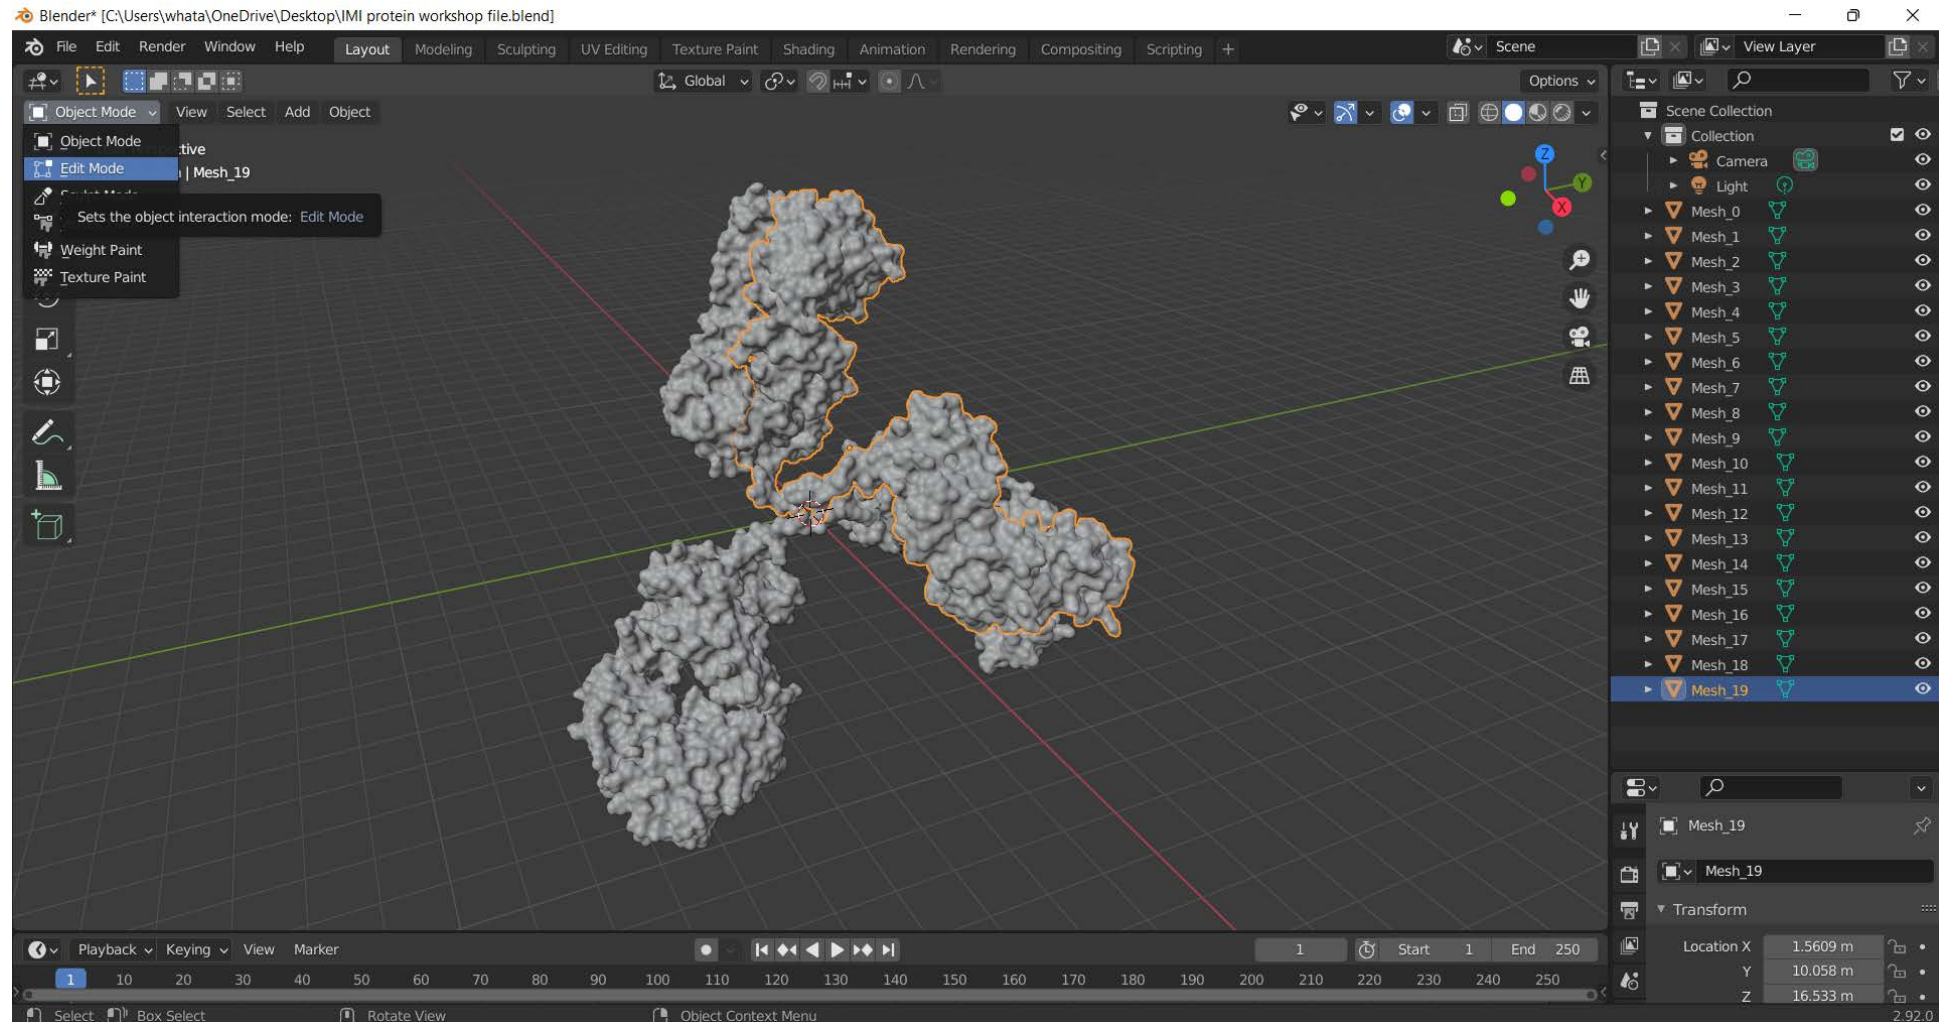 Blender* [C:\Users\whata\OneDrive\Desktop\IMI protein workshop file.blend]
File Edit Render Window Help Layout Modeling Sculpting UV Editing Texture Paint Shading Animation Rendering Compositing Scripting + Scene View Layer
Global Options
Object Mode View Select Add Object
Object Mode
Edit Mode
| Mesh_19
Sets the object interaction mode: Edit Mode
Weight Paint
Texture Paint
Z
Y
X
Scene Collection
Collection
Camera
Light
Mesh_0
Mesh_1
Mesh_2
Mesh_3
Mesh_4
Mesh_5
Mesh_6
Mesh_7
Mesh_8
Mesh_9
Mesh_10
Mesh_11
Mesh_12
Mesh_13
Mesh_14
Mesh_15
Mesh_16
Mesh_17
Mesh_18
Mesh_19
Mesh_19
Mesh_19
Transform
Location X 1.5609 m
Y 10.058 m
Z 16.533 m
Playback Keying View Marker 1 Start 1 End 250
1 10 20 30 40 50 60 70 80 90 100 110 120 130 140 150 160 170 180 190 200 210 220 230 240 250
Select Box Select Rotate View Object Context Menu 2.92.0